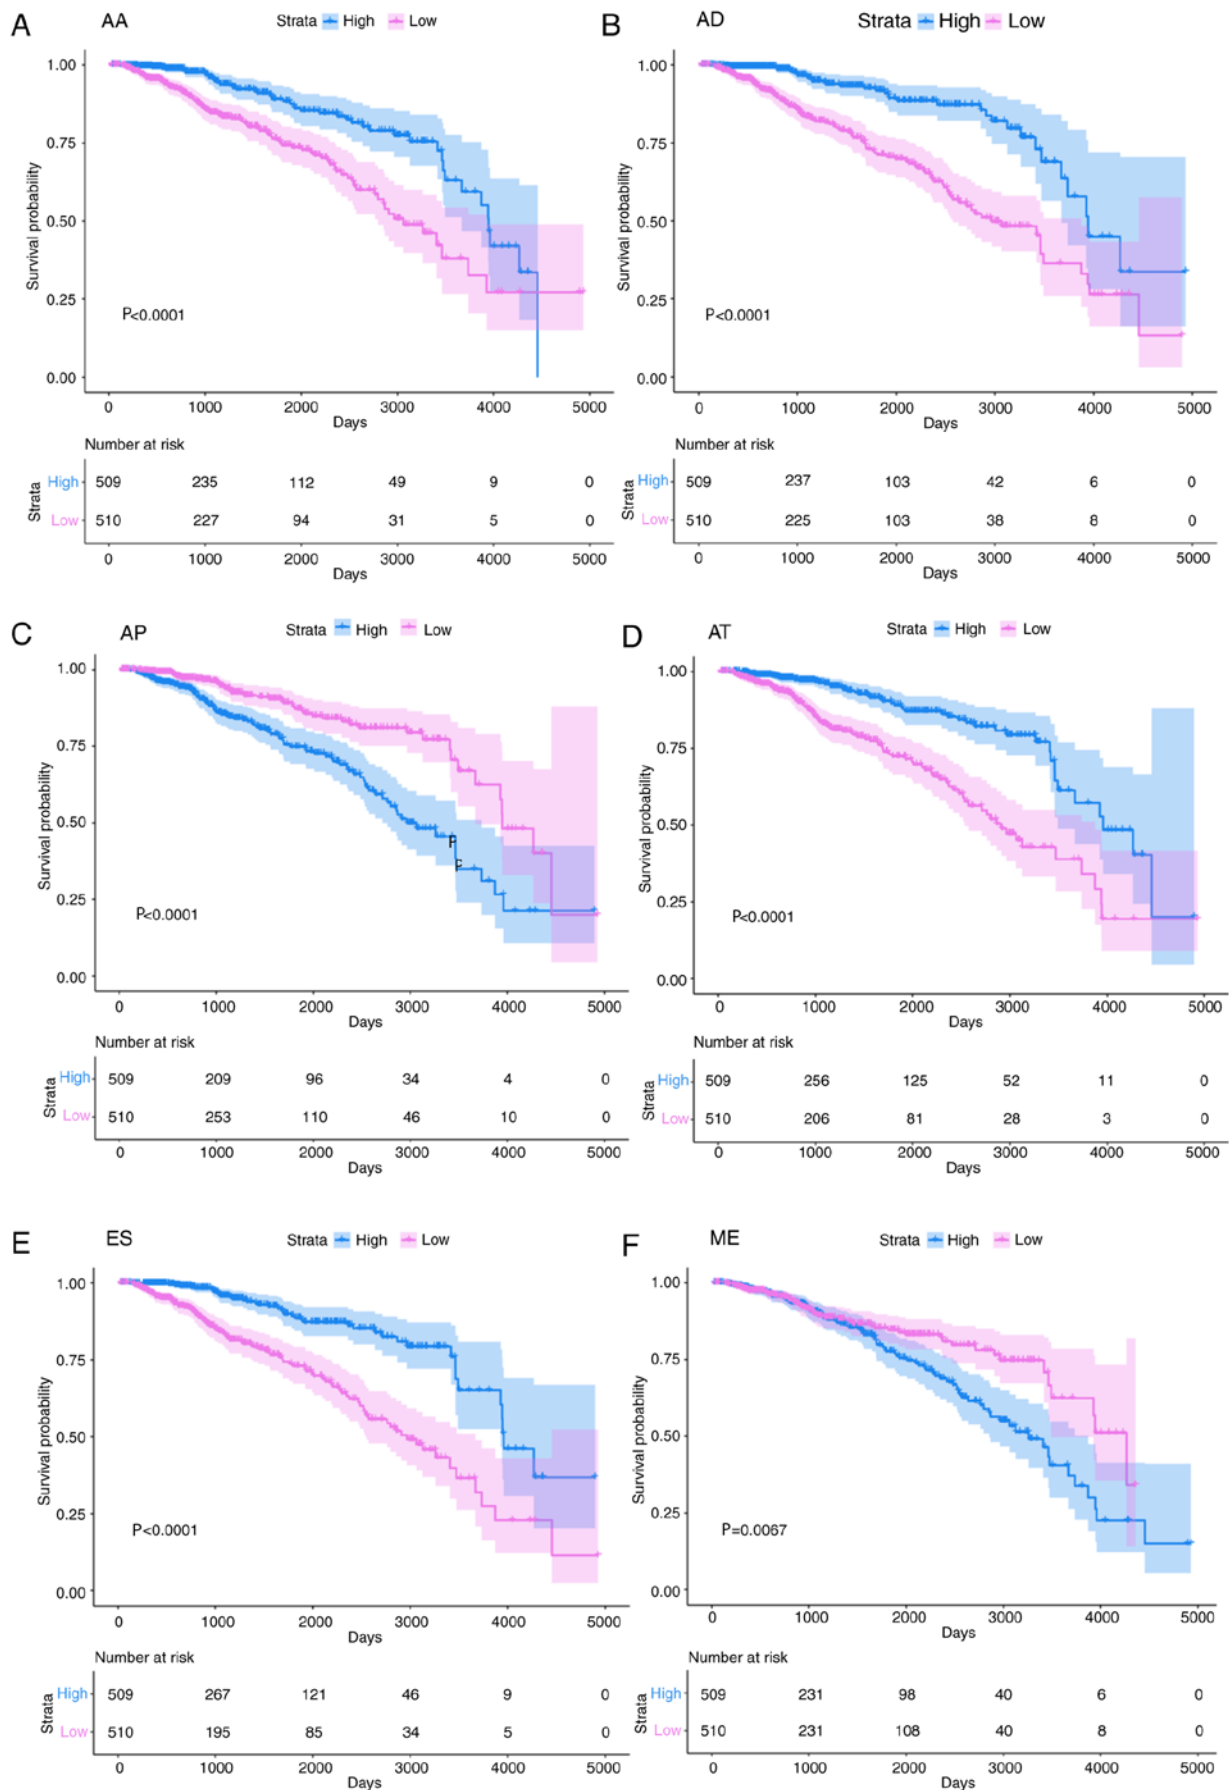 A AA Strata High Low
1.00
0.75
0.50
0.25
0.00
Survival probability
P<0.0001
0 1000 2000 3000 4000 5000
Days
Number at risk
Strata
High 509 235 112 49 9 0
Low 510 227 94 31 5 0
0 1000 2000 3000 4000 5000
Days
B AD Strata High Low
1.00
0.75
0.50
0.25
0.00
Survival probability
P<0.0001
0 1000 2000 3000 4000 5000
Days
Number at risk
Strata
High 509 237 103 42 6 0
Low 510 225 103 38 8 0
0 1000 2000 3000 4000 5000
Days
C AP Strata High Low
1.00
0.75
0.50
0.25
0.00
Survival probability
P
p
P<0.0001
0 1000 2000 3000 4000 5000
Days
Number at risk
Strata
High 509 209 96 34 4 0
Low 510 253 110 46 10 0
0 1000 2000 3000 4000 5000
Days
D AT Strata High Low
1.00
0.75
0.50
0.25
0.00
Survival probability
P<0.0001
0 1000 2000 3000 4000 5000
Days
Number at risk
Strata
High 509 256 125 52 11 0
Low 510 206 81 28 3 0
0 1000 2000 3000 4000 5000
Days
E ES Strata High Low
1.00
0.75
0.50
0.25
0.00
Survival probability
P<0.0001
0 1000 2000 3000 4000 5000
Days
Number at risk
Strata
High 509 267 121 46 9 0
Low 510 195 85 34 5 0
0 1000 2000 3000 4000 5000
Days
F ME Strata High Low
1.00
0.75
0.50
0.25
0.00
Survival probability
P=0.0067
0 1000 2000 3000 4000 5000
Days
Number at risk
Strata
High 509 231 98 40 6 0
Low 510 231 108 40 8 0
0 1000 2000 3000 4000 5000
Days